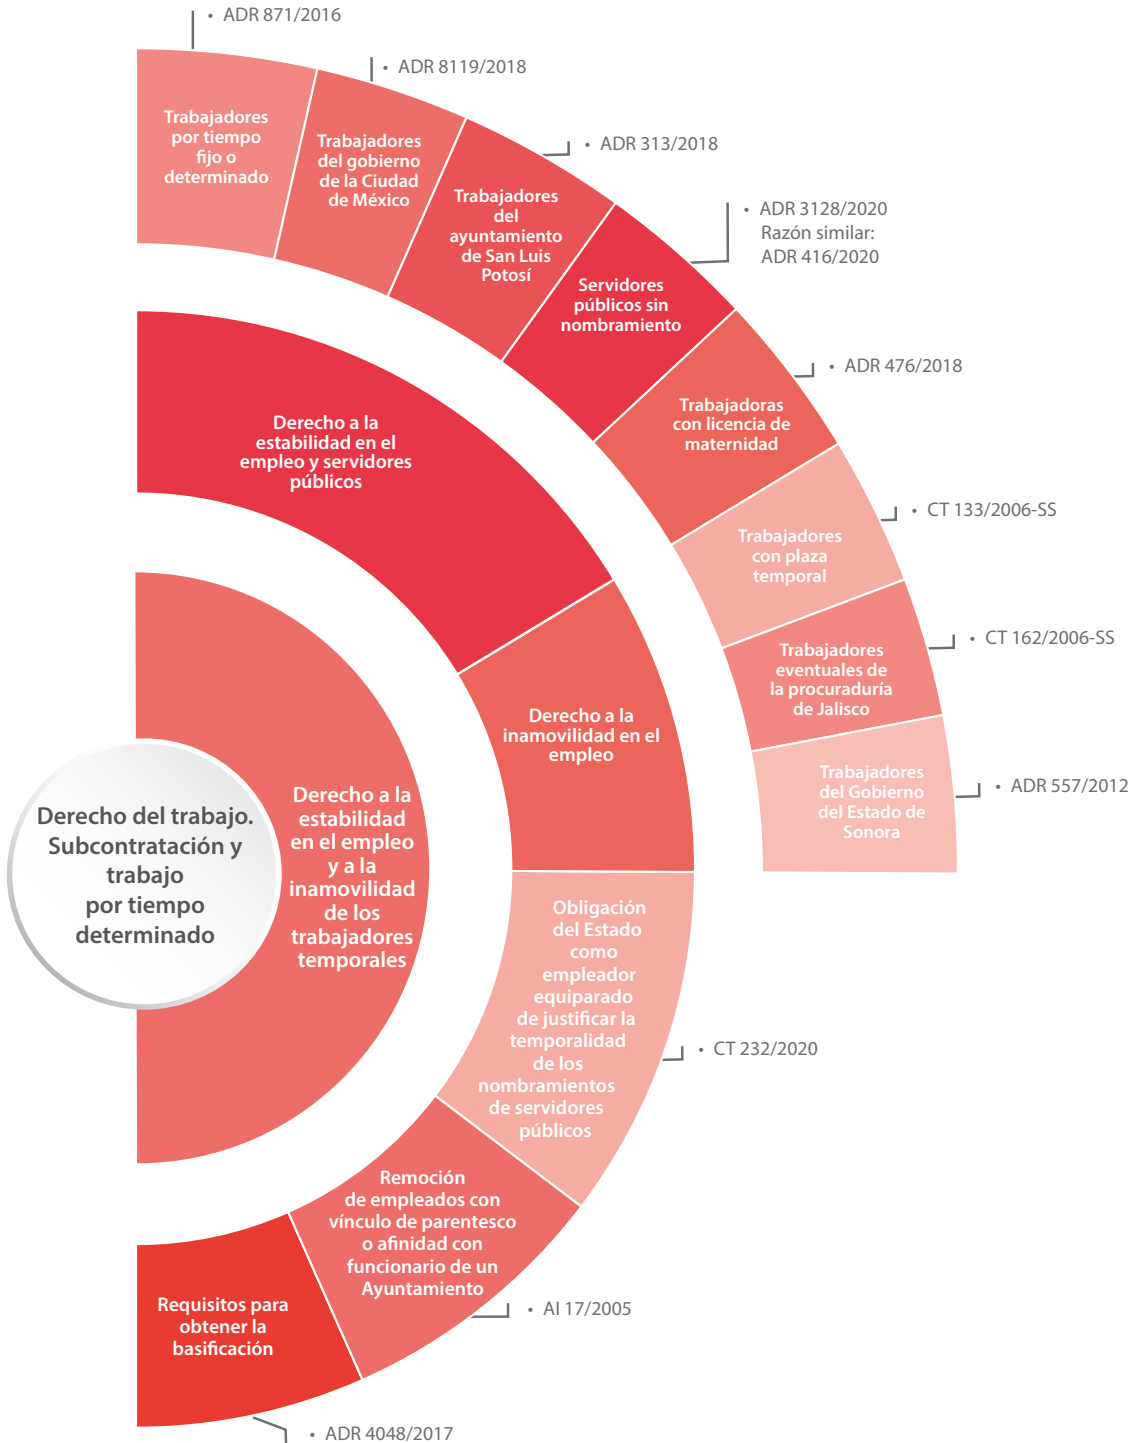 • ADR 871/2016
• ADR 8119/2018
Trabajadores
por tiempo
fijo o
determinado
Trabajadores
del gobierno
de la Ciudad
de México
• ADR 313/2018
Trabajadores
del
ayuntamiento
de San Luis
Potosí
• ADR 3128/2020
Razón similar:
ADR 416/2020
Servidores
públicos sin
nombramiento
• ADR 476/2018
Trabajadoras
con licencia de
maternidad
• CT 133/2006-SS
Trabajadores
con plaza
temporal
• CT 162/2006-SS
Trabajadores
eventuales de
la procuraduría
de Jalisco
• ADR 557/2012
Trabajadores
del Gobierno
del Estado de
Sonora
Derecho a la
estabilidad en el
empleo y servidores
públicos
Derecho a la
inamovilidad en el
empleo
Derecho del trabajo.
Subcontratación y
trabajo
por tiempo
determinado
Derecho a la
estabilidad
en el empleo
y a la
inamovilidad
de los
trabajadores
temporales
Obligación
del Estado
como
empleador
equiparado
de justificar la
temporalidad
de los
nombramientos
de servidores
públicos
• CT 232/2020
Remoción
de empleados con
vínculo de parentesco
o afinidad con
funcionario de un
Ayuntamiento
• AI 17/2005
Requisitos para
obtener la
basificación
• ADR 4048/2017